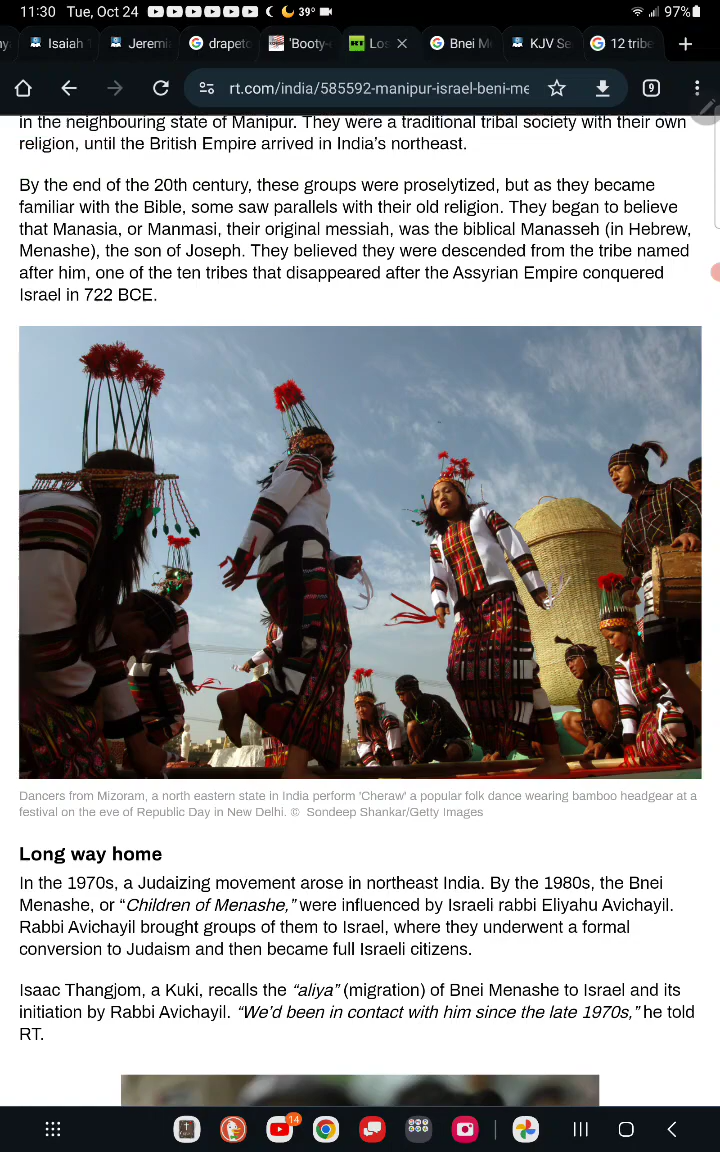 11:30 Tue, Oct 24
39°
97%
Isaiah
Jeremi
drapeto
'Booty-
RT
Los
Bnei M
KJV Se
12 tribe
rt.com/india/585592-manipur-israel-beni-me
9
in the neighbouring state of Manipur. They were a traditional tribal society with their own
religion, until the British Empire arrived in India's northeast.
By the end of the 20th century, these groups were proselytized, but as they became
familiar with the Bible, some saw parallels with their old religion. They began to believe
that Manasia, or Manmasi, their original messiah, was the biblical Manasseh (in Hebrew,
Menashe), the son of Joseph. They believed they were descended from the tribe named
after him, one of the ten tribes that disappeared after the Assyrian Empire conquered
Israel in 722 BCE.
Dancers from Mizoram, a north eastern state in India perform 'Cheraw' a popular folk dance wearing bamboo headgear at a
festival on the eve of Republic Day in New Delhi. © Sondeep Shankar/Getty Images
Long way home
In the 1970s, a Judaizing movement arose in northeast India. By the 1980s, the Bnei
Menashe, or “Children of Menashe,” were influenced by Israeli rabbi Eliyahu Avichayil.
Rabbi Avichayil brought groups of them to Israel, where they underwent a formal
conversion to Judaism and then became full Israeli citizens.
Isaac Thangjom, a Kuki, recalls the “aliya” (migration) of Bnei Menashe to Israel and its
initiation by Rabbi Avichayil. “We’d been in contact with him since the late 1970s,” he told
RT.
14